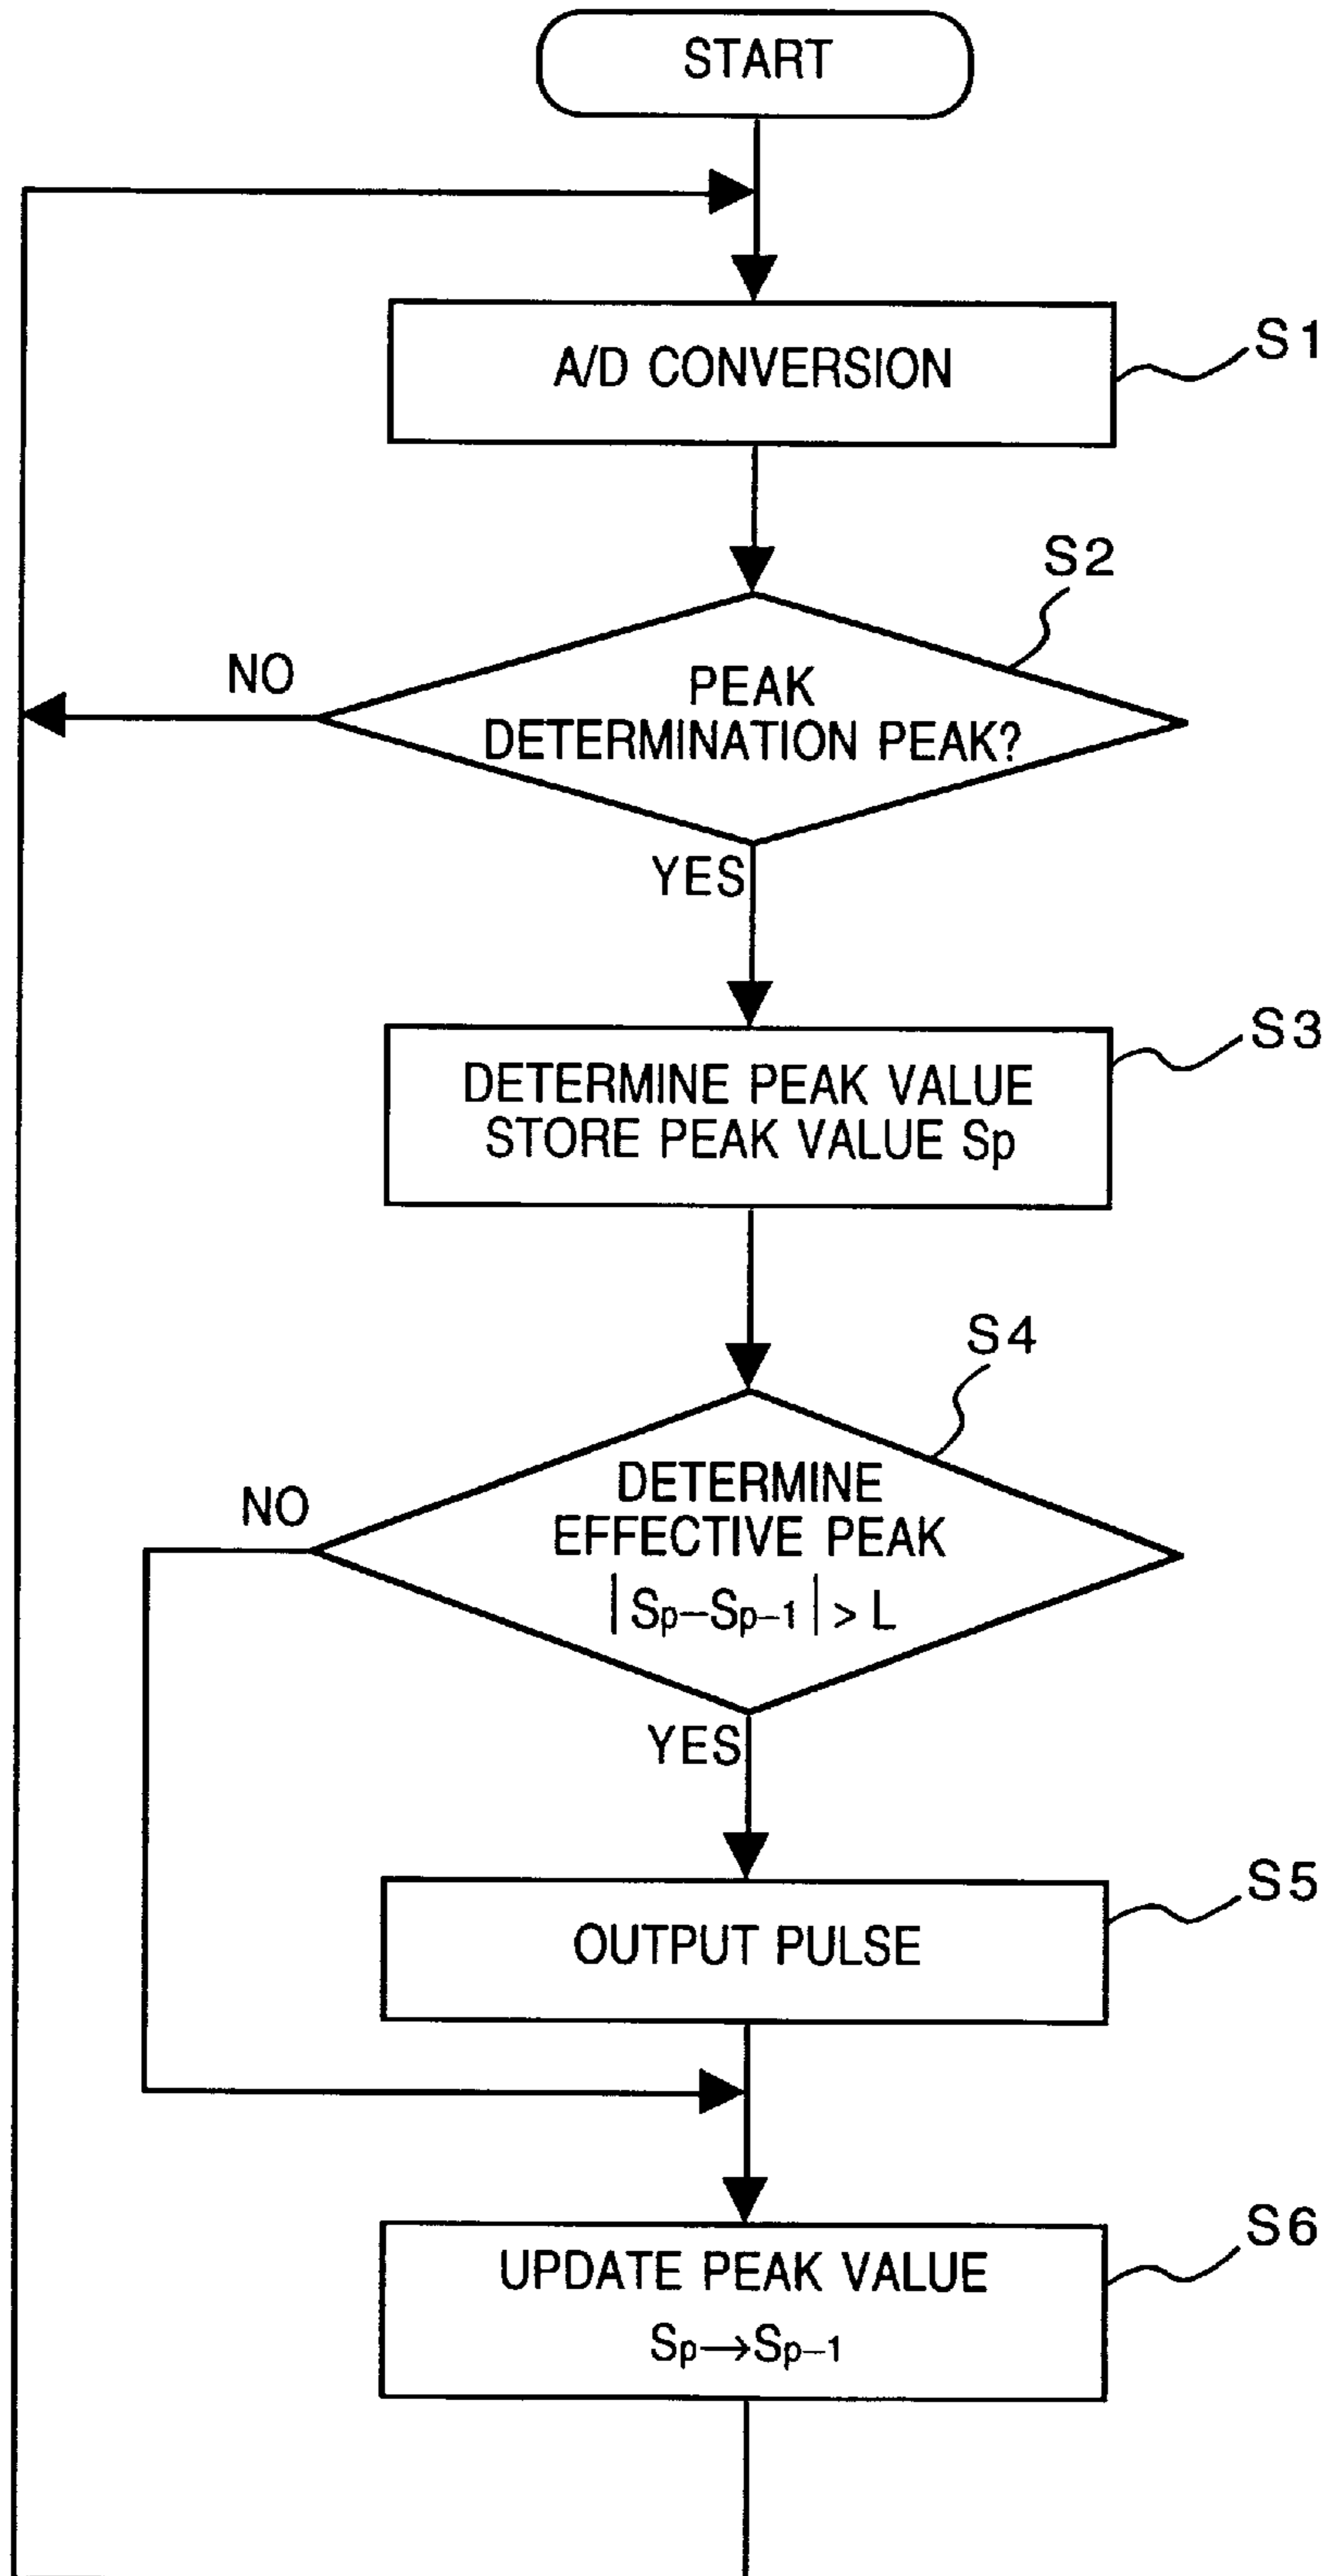 START
A/D CONVERSION
S1
S2
NO
PEAK
DETERMINATION PEAK?
YES
S3
DETERMINE PEAK VALUE
STORE PEAK VALUE Sp
S4
NO
DETERMINE
EFFECTIVE PEAK
|Sp−Sp−1| > L
YES
S5
OUTPUT PULSE
S6
UPDATE PEAK VALUE
Sp→Sp−1